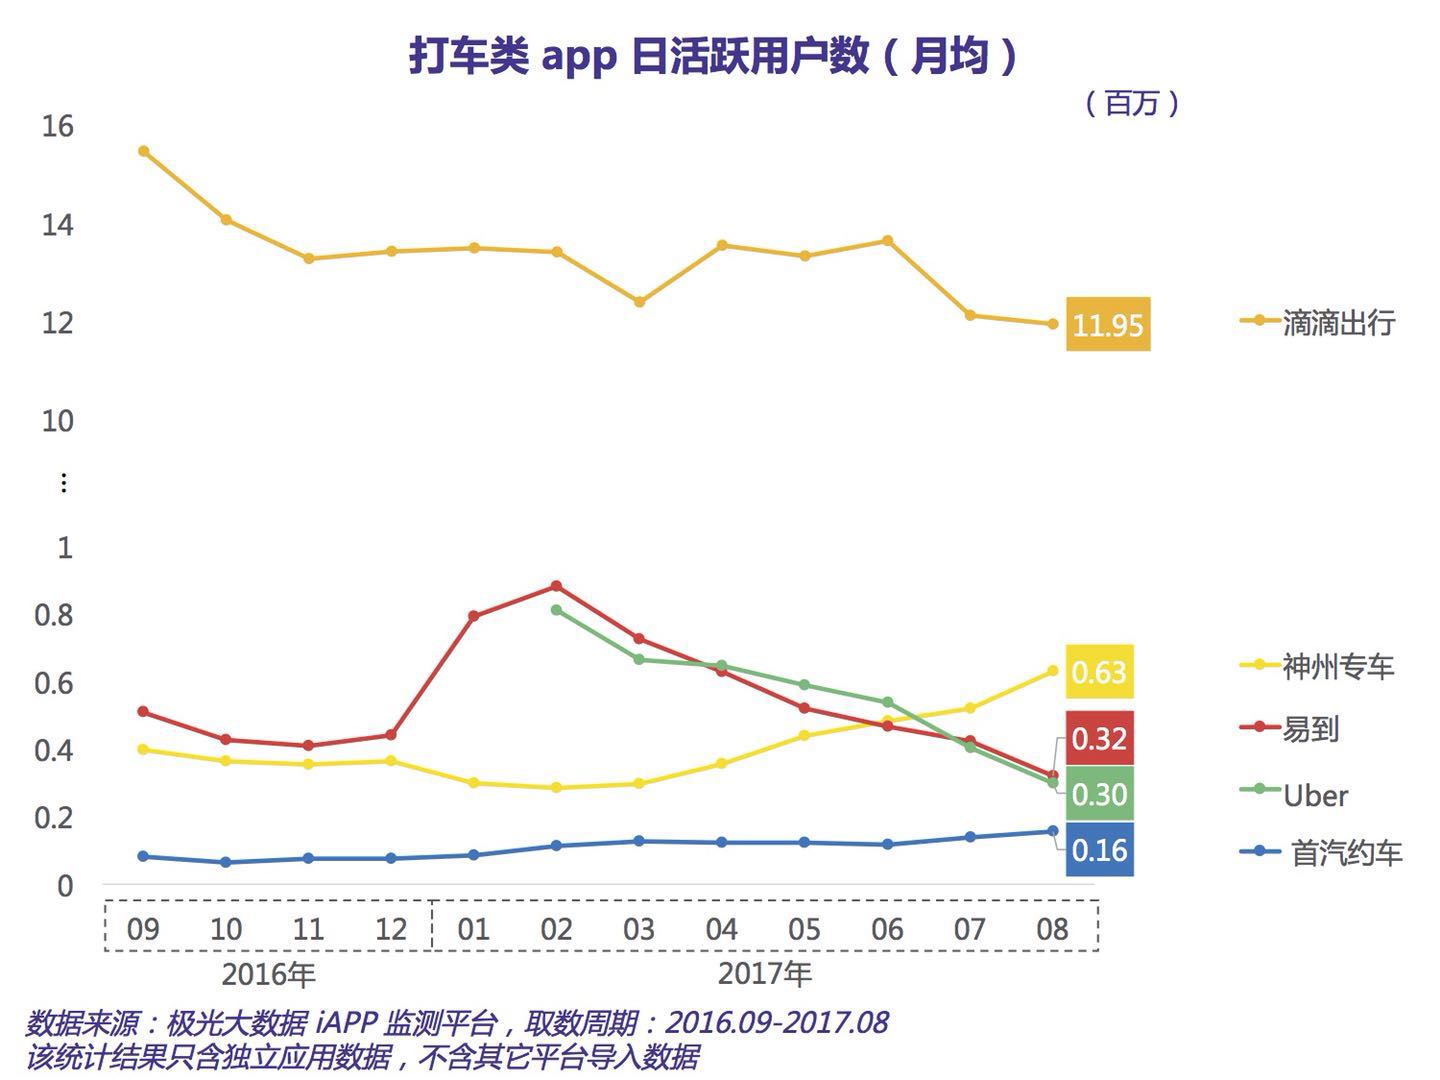 打车类 app 日活跃用户数（月均）
（百万）
16
14
12
10
⋮
1
0.8
0.6
0.4
0.2
0
11.95
0.63
0.32
0.30
0.16
滴滴出行
神州专车
易到
Uber
首汽约车
09 10 11 12 01 02 03 04 05 06 07 08
2016年 2017年
数据来源：极光大数据 iAPP 监测平台，取数周期：2016.09-2017.08
该统计结果只含独立应用数据，不含其它平台导入数据